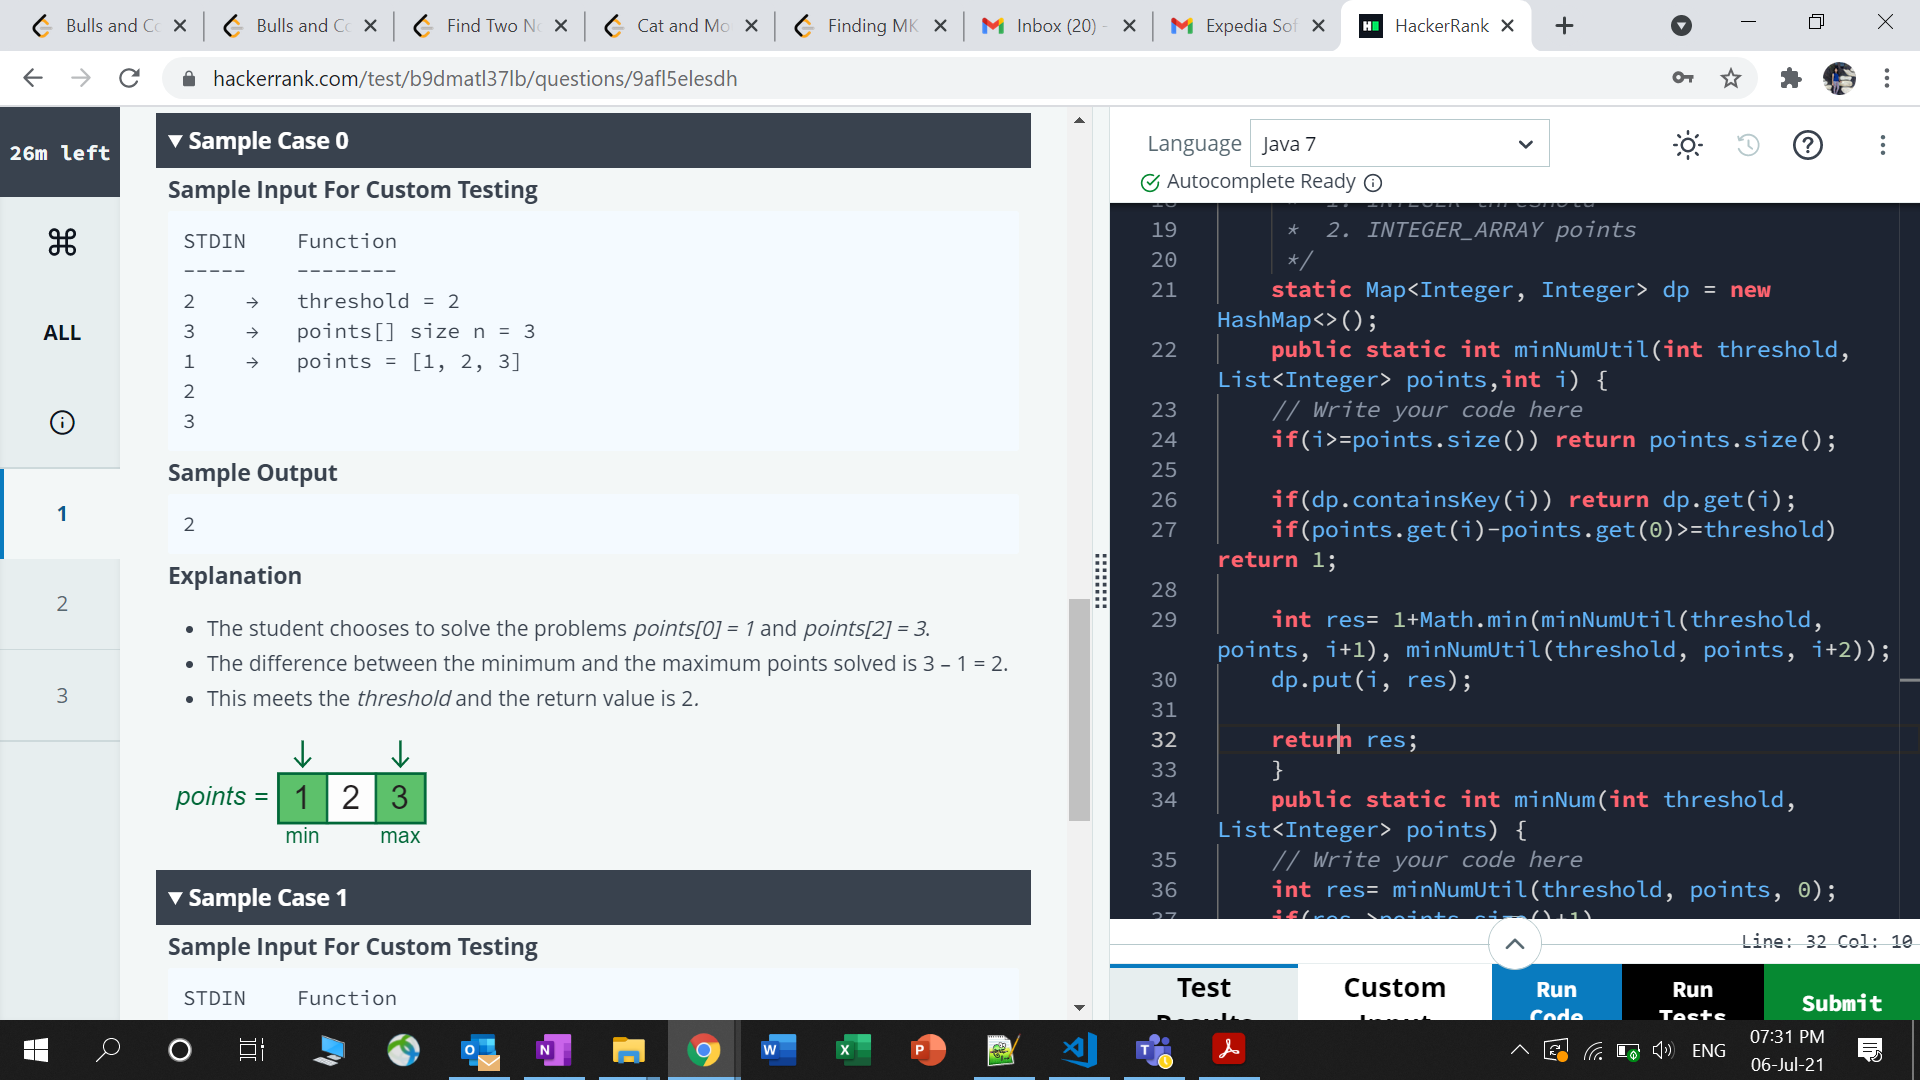 Bulls and Co
Bulls and Co
Find Two No
Cat and Mo
Finding MK
Inbox (20) -
Expedia Sof
HackerRank
hackerrank.com/test/b9dmatl37lb/questions/9afl5elesdh
26m left
ALL
1
2
3
▼ Sample Case 0
Sample Input For Custom Testing
STDIN Function
----- --------
2 → threshold = 2
3 → points[] size n = 3
1 → points = [1, 2, 3]
2
3
Sample Output
2
Explanation
• The student chooses to solve the problems points[0] = 1 and points[2] = 3.
• The difference between the minimum and the maximum points solved is 3 – 1 = 2.
• This meets the threshold and the return value is 2.
points = 1 2 3
min max
▼ Sample Case 1
Sample Input For Custom Testing
STDIN Function
Language Java 7
Autocomplete Ready
18 * 1. INTEGER threshold
19 * 2. INTEGER_ARRAY points
20 */
21 static Map<Integer, Integer> dp = new
HashMap<>();
22 public static int minNumUtil(int threshold,
List<Integer> points,int i) {
23 // Write your code here
24 if(i>=points.size()) return points.size();
25
26 if(dp.containsKey(i)) return dp.get(i);
27 if(points.get(i)-points.get(0)>=threshold)
return 1;
28
29 int res= 1+Math.min(minNumUtil(threshold,
points, i+1), minNumUtil(threshold, points, i+2));
30 dp.put(i, res);
31
32 return res;
33 }
34 public static int minNum(int threshold,
List<Integer> points) {
35 // Write your code here
36 int res= minNumUtil(threshold, points, 0);
37 if(res >points.size()+1)
Line: 32 Col: 10
Test
Results
Custom
Input
Run
Code
Run
Tests
Submit
ENG
07:31 PM
06-Jul-21